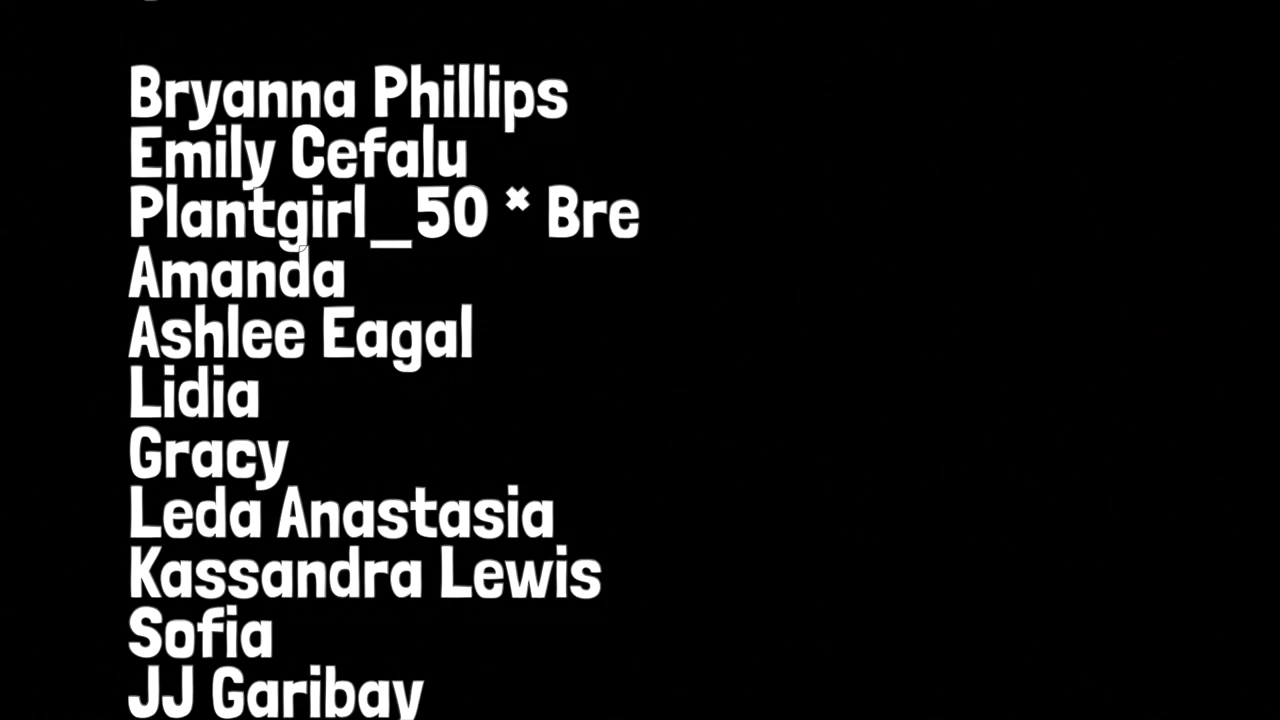 Bryanna Phillips
Emily Cefalu
Plantgirl_50 * Bre
Amanda
Ashlee Eagal
Lidia
Gracy
Leda Anastasia
Kassandra Lewis
Sofia
JJ Garibay